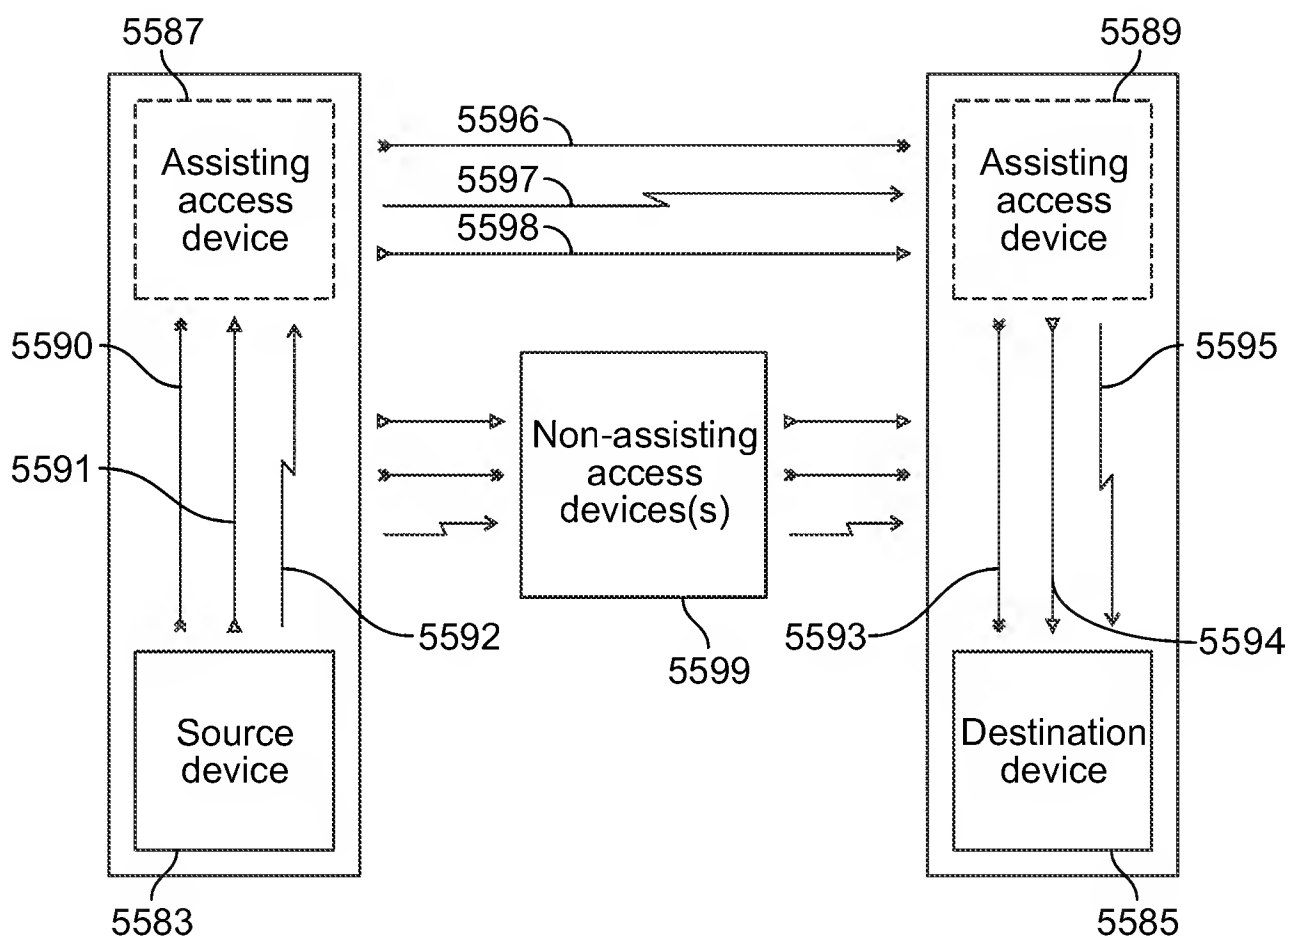 5587
5589
Assisting
access
device
5596
5597
5598
Assisting
access
device
5590
5591
5592
Non-assisting
access
devices(s)
5599
5595
5593
5594
Source
device
5583
Destination
device
5585